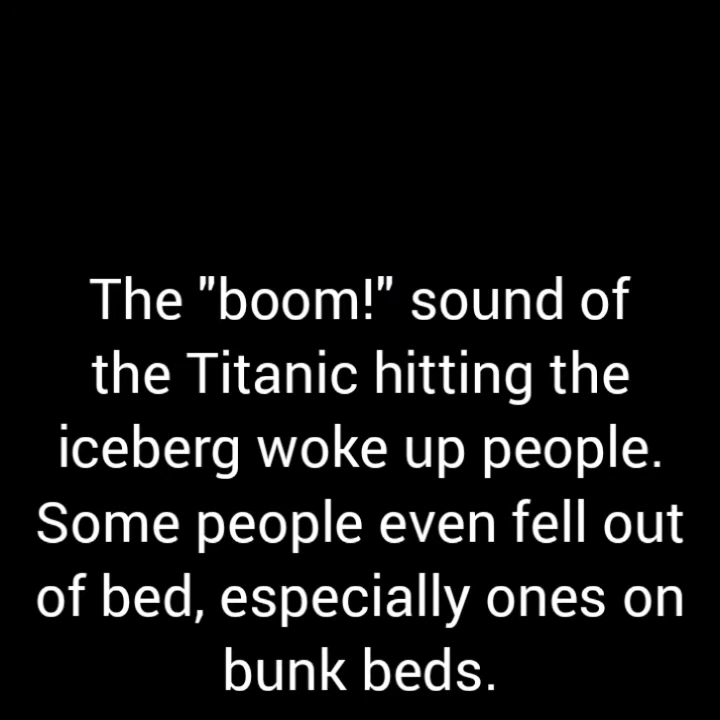 The "boom!" sound of
the Titanic hitting the
iceberg woke up people.
Some people even fell out
of bed, especially ones on
bunk beds.